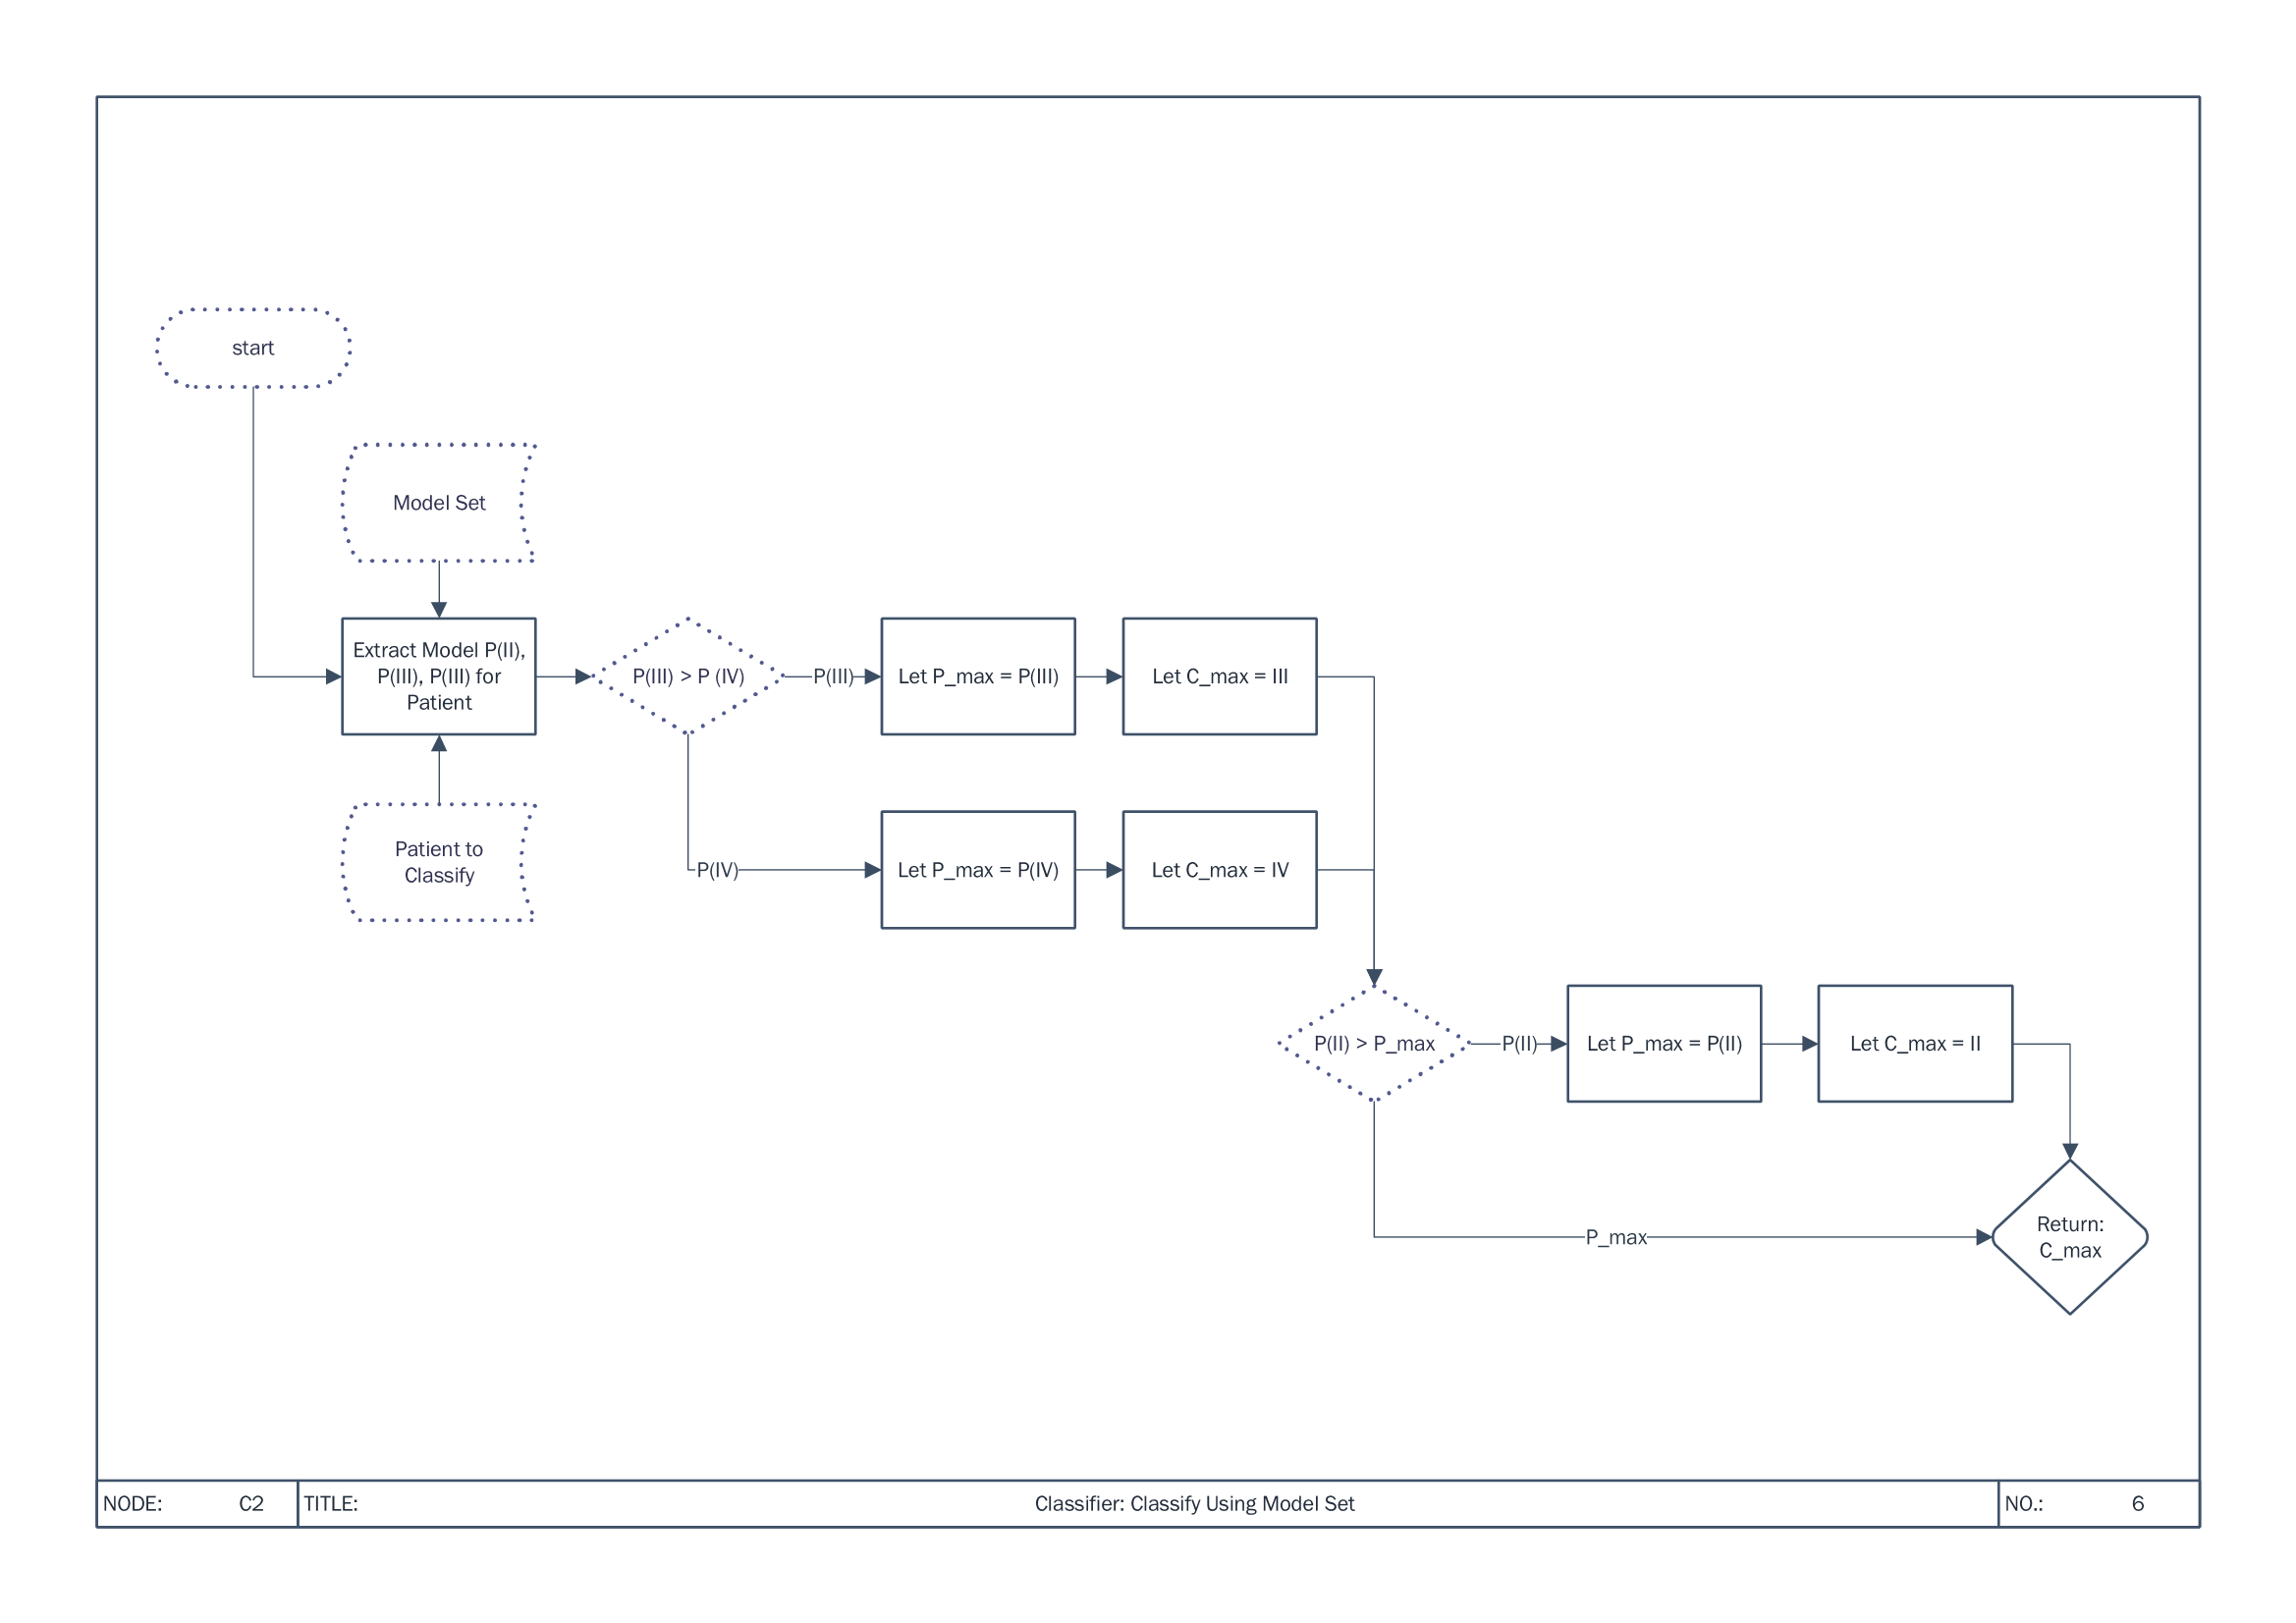 start
Model Set
Extract Model P(II),
P(III), P(III) for
Patient
P(III) > P (IV)
P(III)
Let P_max = P(III)
Let C_max = III
Patient to
Classify
P(IV)
Let P_max = P(IV)
Let C_max = IV
P(II) > P_max
P(II)
Let P_max = P(II)
Let C_max = II
P_max
Return:
C_max
NODE: C2 TITLE: Classifier: Classify Using Model Set NO.: 6